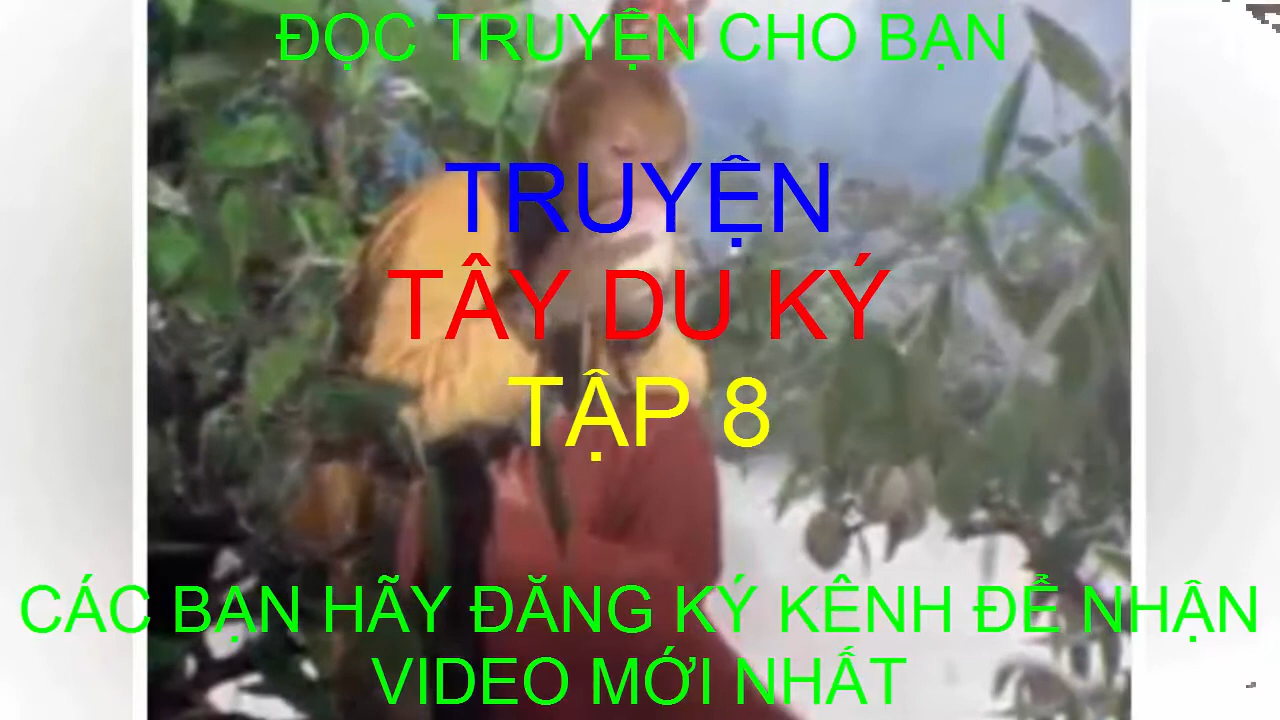 ĐỌC TRUYỆN CHO BẠN
TRUYỆN
TÂY DU KÝ
TẬP 8
CÁC BẠN HÃY ĐĂNG KÝ KÊNH ĐỂ NHẬN
VIDEO MỚI NHẤT